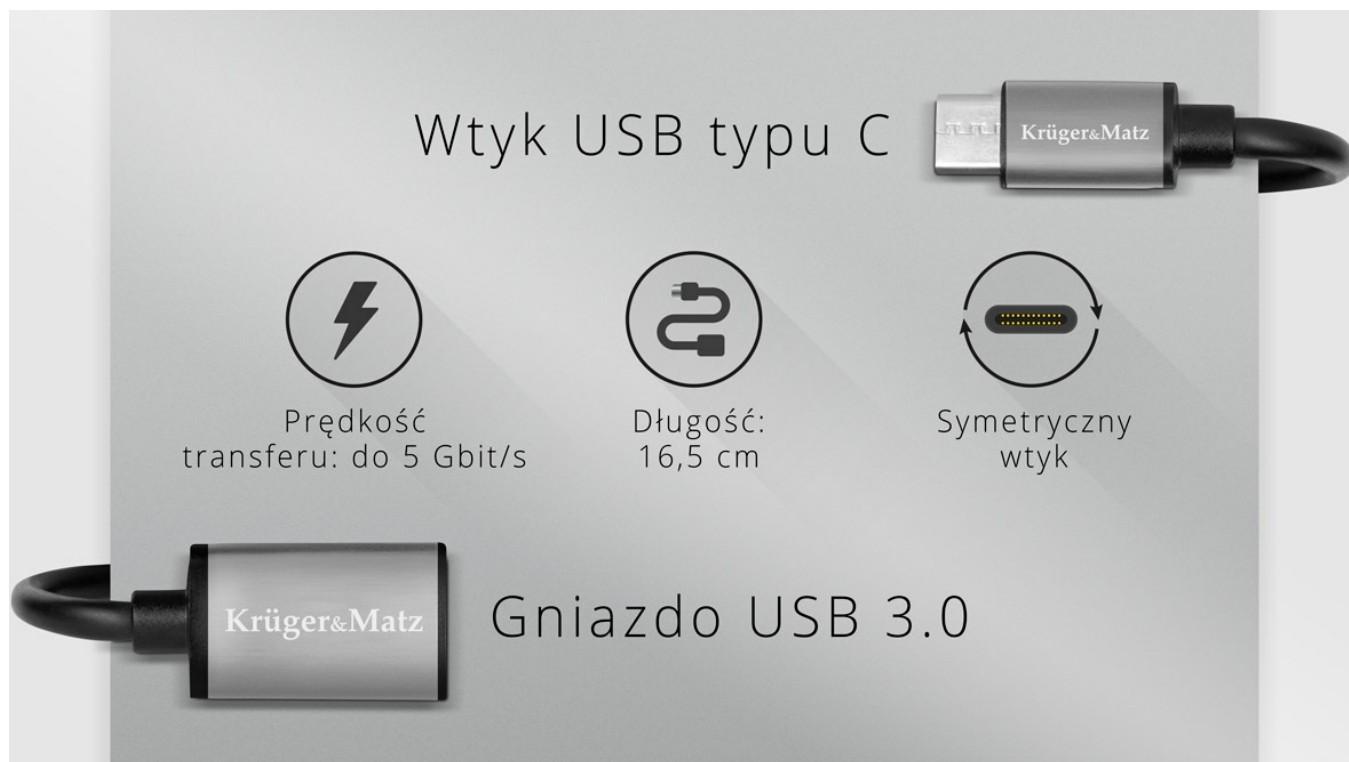 Wtyk USB typu C
Krüger&Matz
Prędkość
transferu: do 5 Gbit/s
Długość:
16,5 cm
Symetryczny
wtyk
Krüger&Matz
Gniazdo USB 3.0